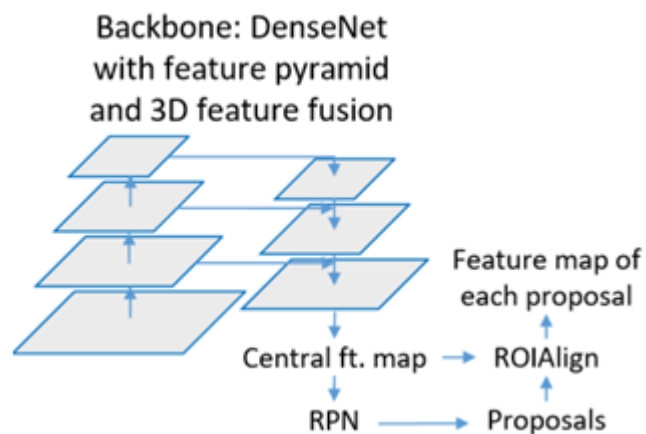 Backbone: DenseNet
with feature pyramid
and 3D feature fusion
Feature map of
each proposal
Central ft. map
ROIAlign
RPN
Proposals